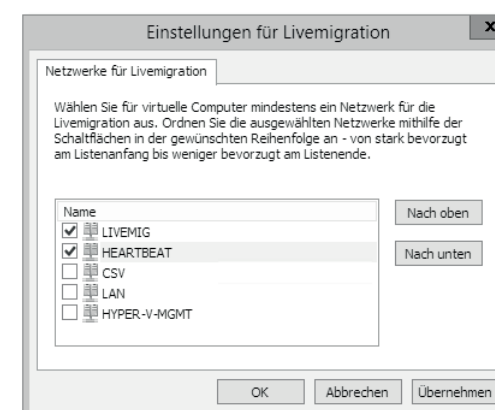 Einstellungen für Livemigration
x
Netzwerke für Livemigration
Wählen Sie für virtuelle Computer mindestens ein Netzwerk für die
Livemigration aus. Ordnen Sie die ausgewählten Netzwerke mithilfe der
Schaltflächen in der gewünschten Reihenfolge an - von stark bevorzugt
am Listenanfang bis weniger bevorzugt am Listenende.
Name
LIVEMIG
HEARTBEAT
CSV
LAN
HYPER-V-MGMT
Nach oben
Nach unten
OK Abbrechen Übernehmen